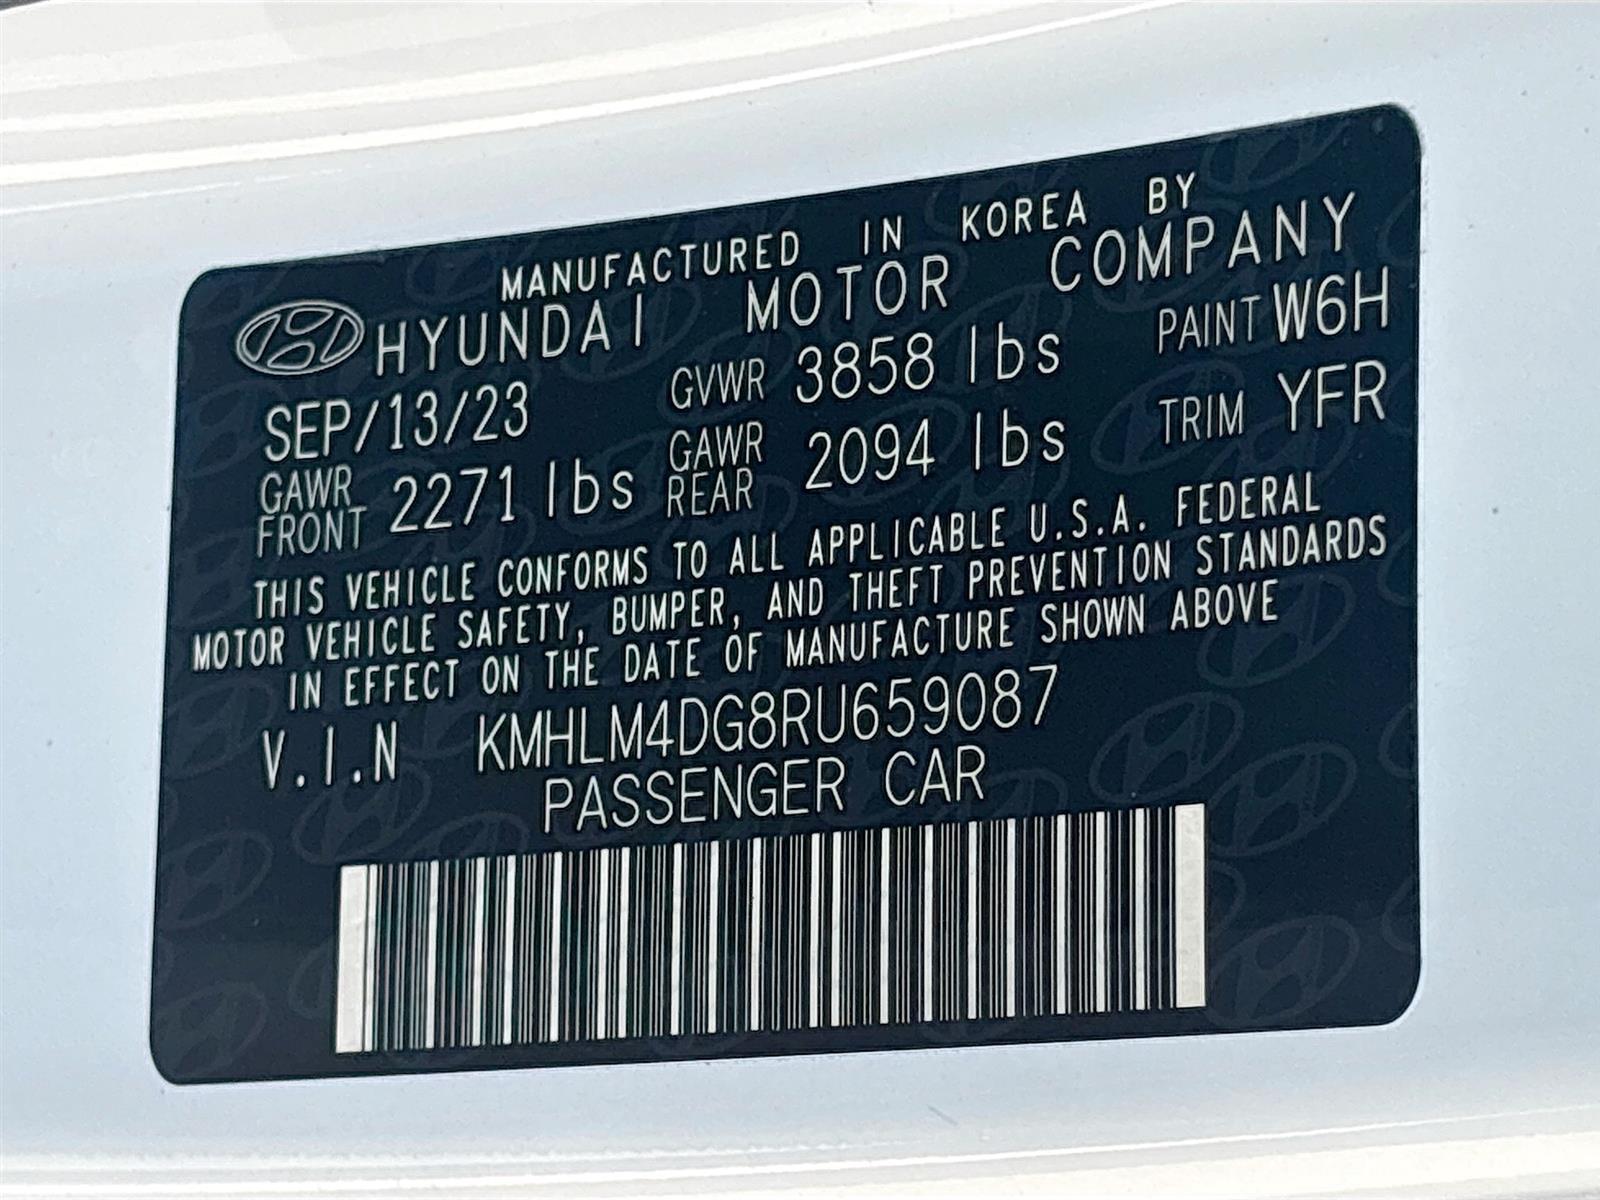 MANUFACTURED IN KOREA BY
HYUNDAI MOTOR COMPANY
SEP/13/23 GVWR 3858 lbs PAINT W6H
GAWR FRONT 2271 lbs GAWR REAR 2094 lbs TRIM YFR
THIS VEHICLE CONFORMS TO ALL APPLICABLE U.S.A. FEDERAL
MOTOR VEHICLE SAFETY, BUMPER, AND THEFT PREVENTION STANDARDS
IN EFFECT ON THE DATE OF MANUFACTURE SHOWN ABOVE
V.I.N KMHLM4DG8RU659087
PASSENGER CAR